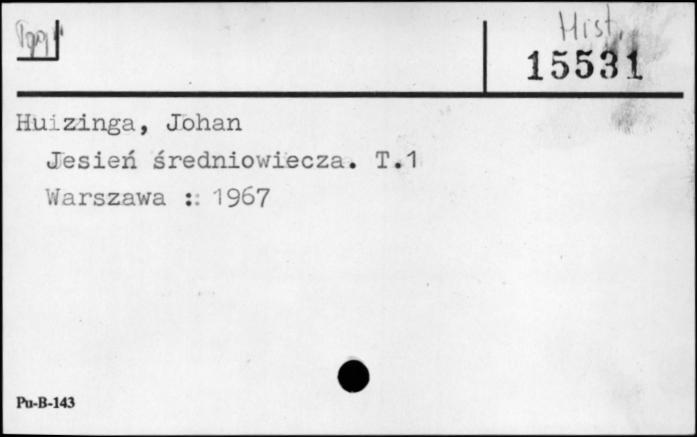 Hist.
15531
Huizinga, Johan
Jesień średniowiecza. T.1
Warszawa :: 1967
Pu-B-143